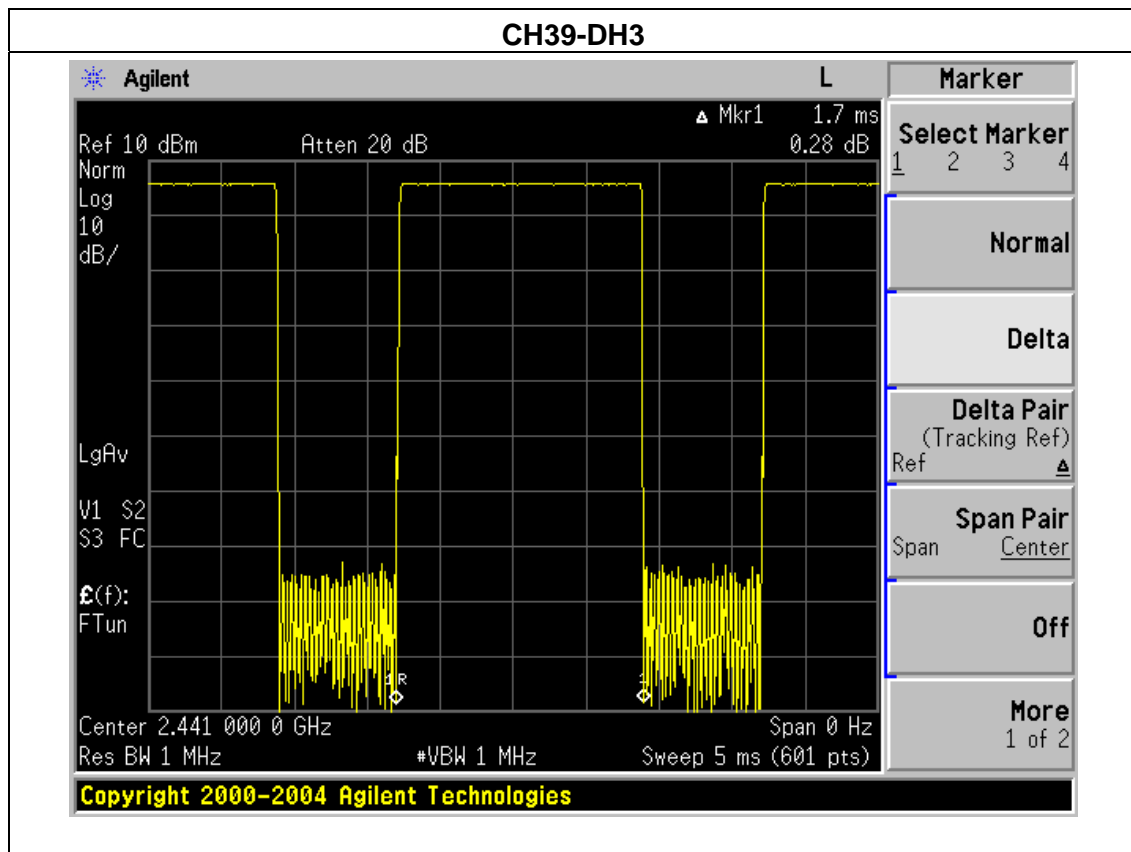 CH39-DH3
Agilent
L
Marker
Δ Mkr1 1.7 ms
Ref 10 dBm Atten 20 dB 0.28 dB
Norm
Log
10
dB/
LgAv
V1 S2
S3 FC
£(f):
FTun
1R
1
Center 2.441 000 0 GHz Span 0 Hz
Res BW 1 MHz #VBW 1 MHz Sweep 5 ms (601 pts)
Select Marker
1 2 3 4
Normal
Delta
Delta Pair
(Tracking Ref)
Ref Δ
Span Pair
Span Center
Off
More
1 of 2
Copyright 2000-2004 Agilent Technologies